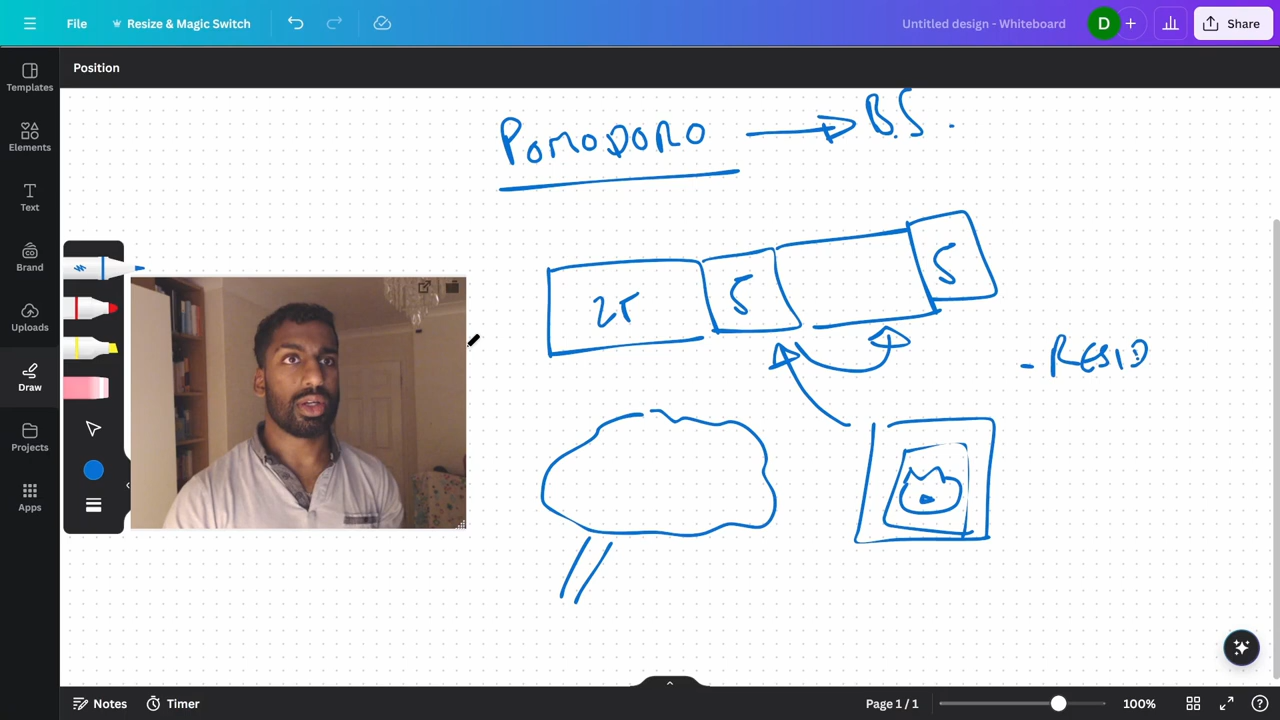 File
Resize & Magic Switch
Untitled design - Whiteboard
D
Share
Position
Templates
Elements
Text
Brand
Uploads
Draw
Projects
Apps
POMODORO → B.S.
25 5 5
- RESID
Notes
Timer
Page 1 / 1
100%